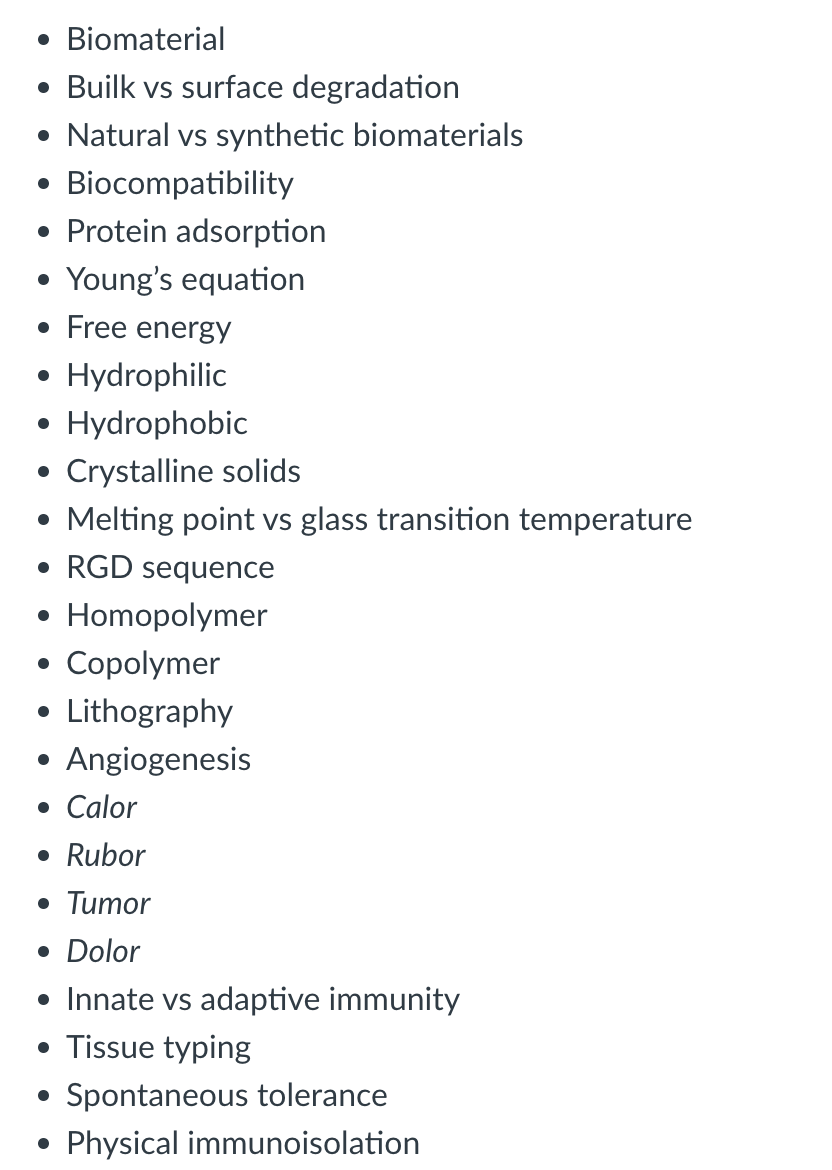 • Biomaterial
• Builk vs surface degradation
• Natural vs synthetic biomaterials
• Biocompatibility
• Protein adsorption
• Young’s equation
• Free energy
• Hydrophilic
• Hydrophobic
• Crystalline solids
• Melting point vs glass transition temperature
• RGD sequence
• Homopolymer
• Copolymer
• Lithography
• Angiogenesis
• Calor
• Rubor
• Tumor
• Dolor
• Innate vs adaptive immunity
• Tissue typing
• Spontaneous tolerance
• Physical immunoisolation